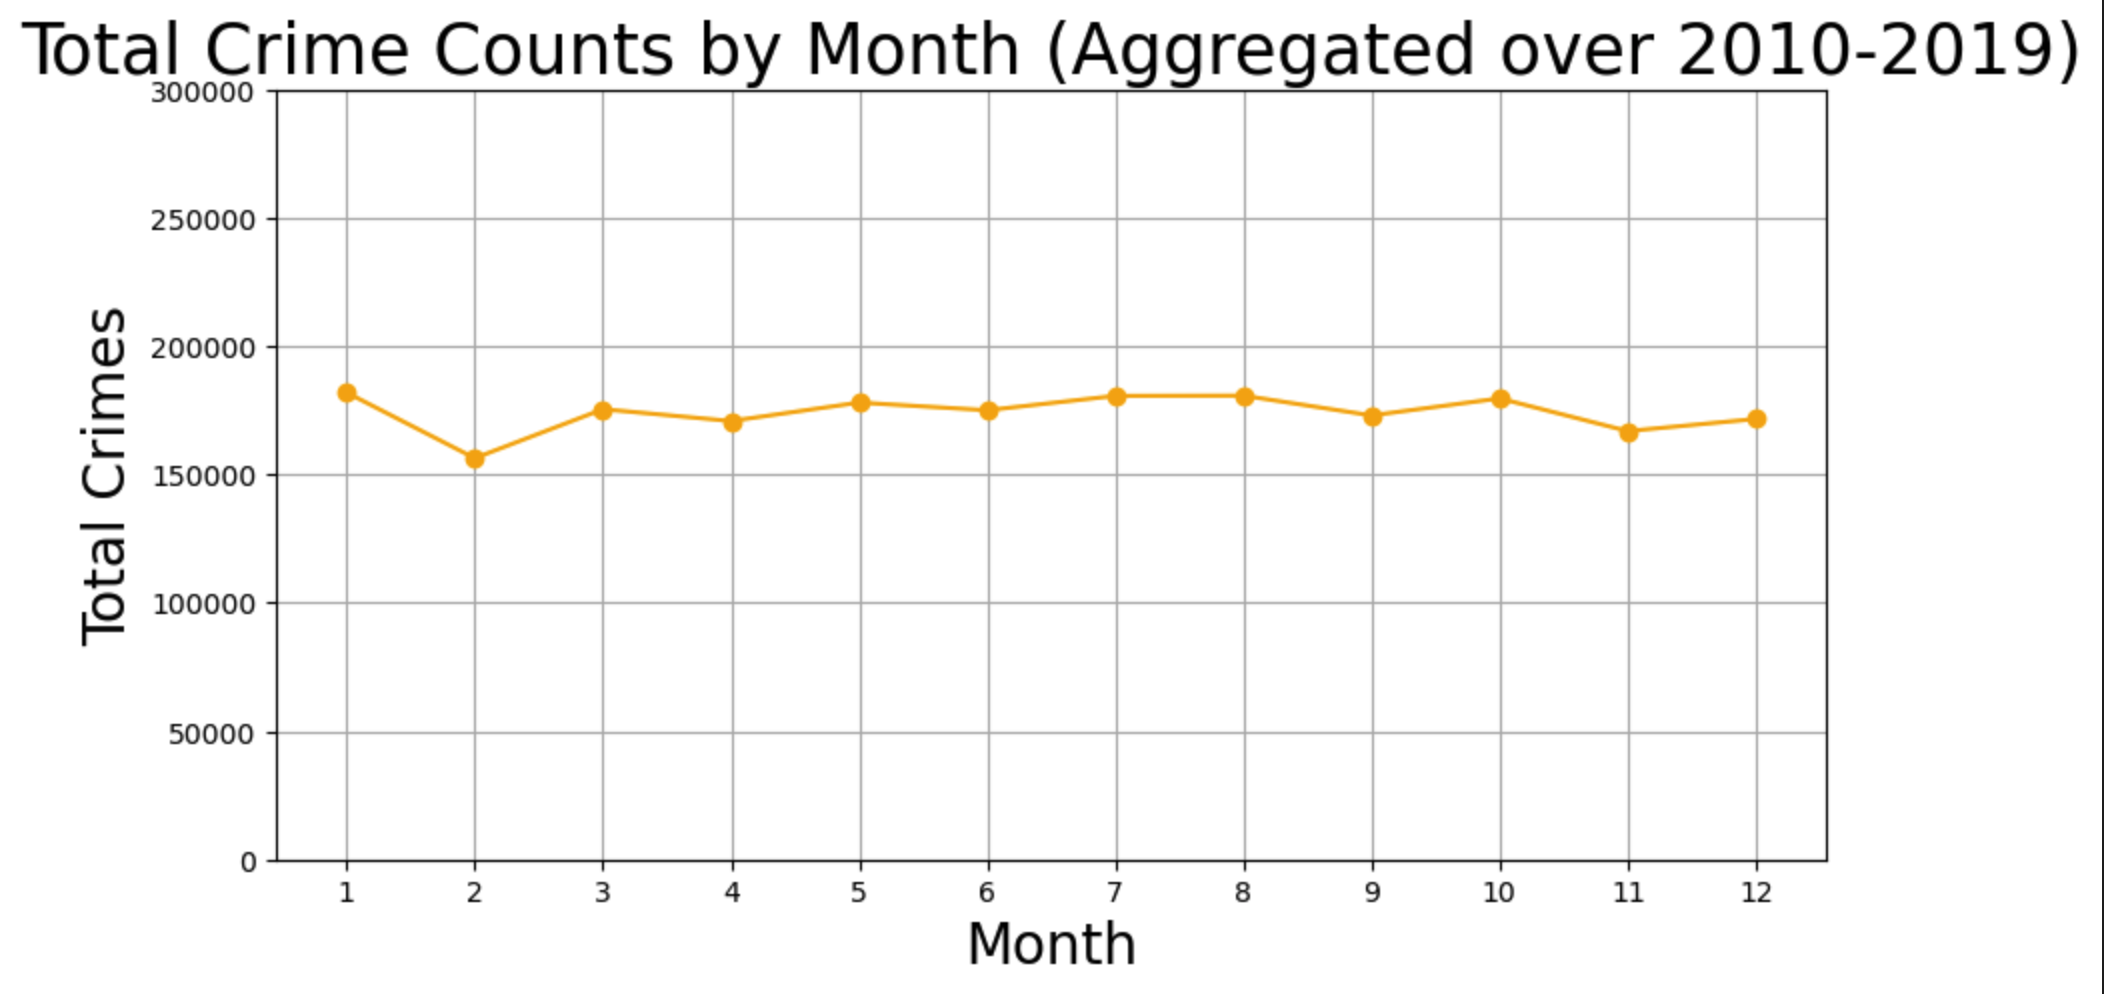 Total Crime Counts by Month (Aggregated over 2010-2019)
300000
250000
200000
150000
100000
50000
0
Total Crimes
1 2 3 4 5 6 7 8 9 10 11 12
Month